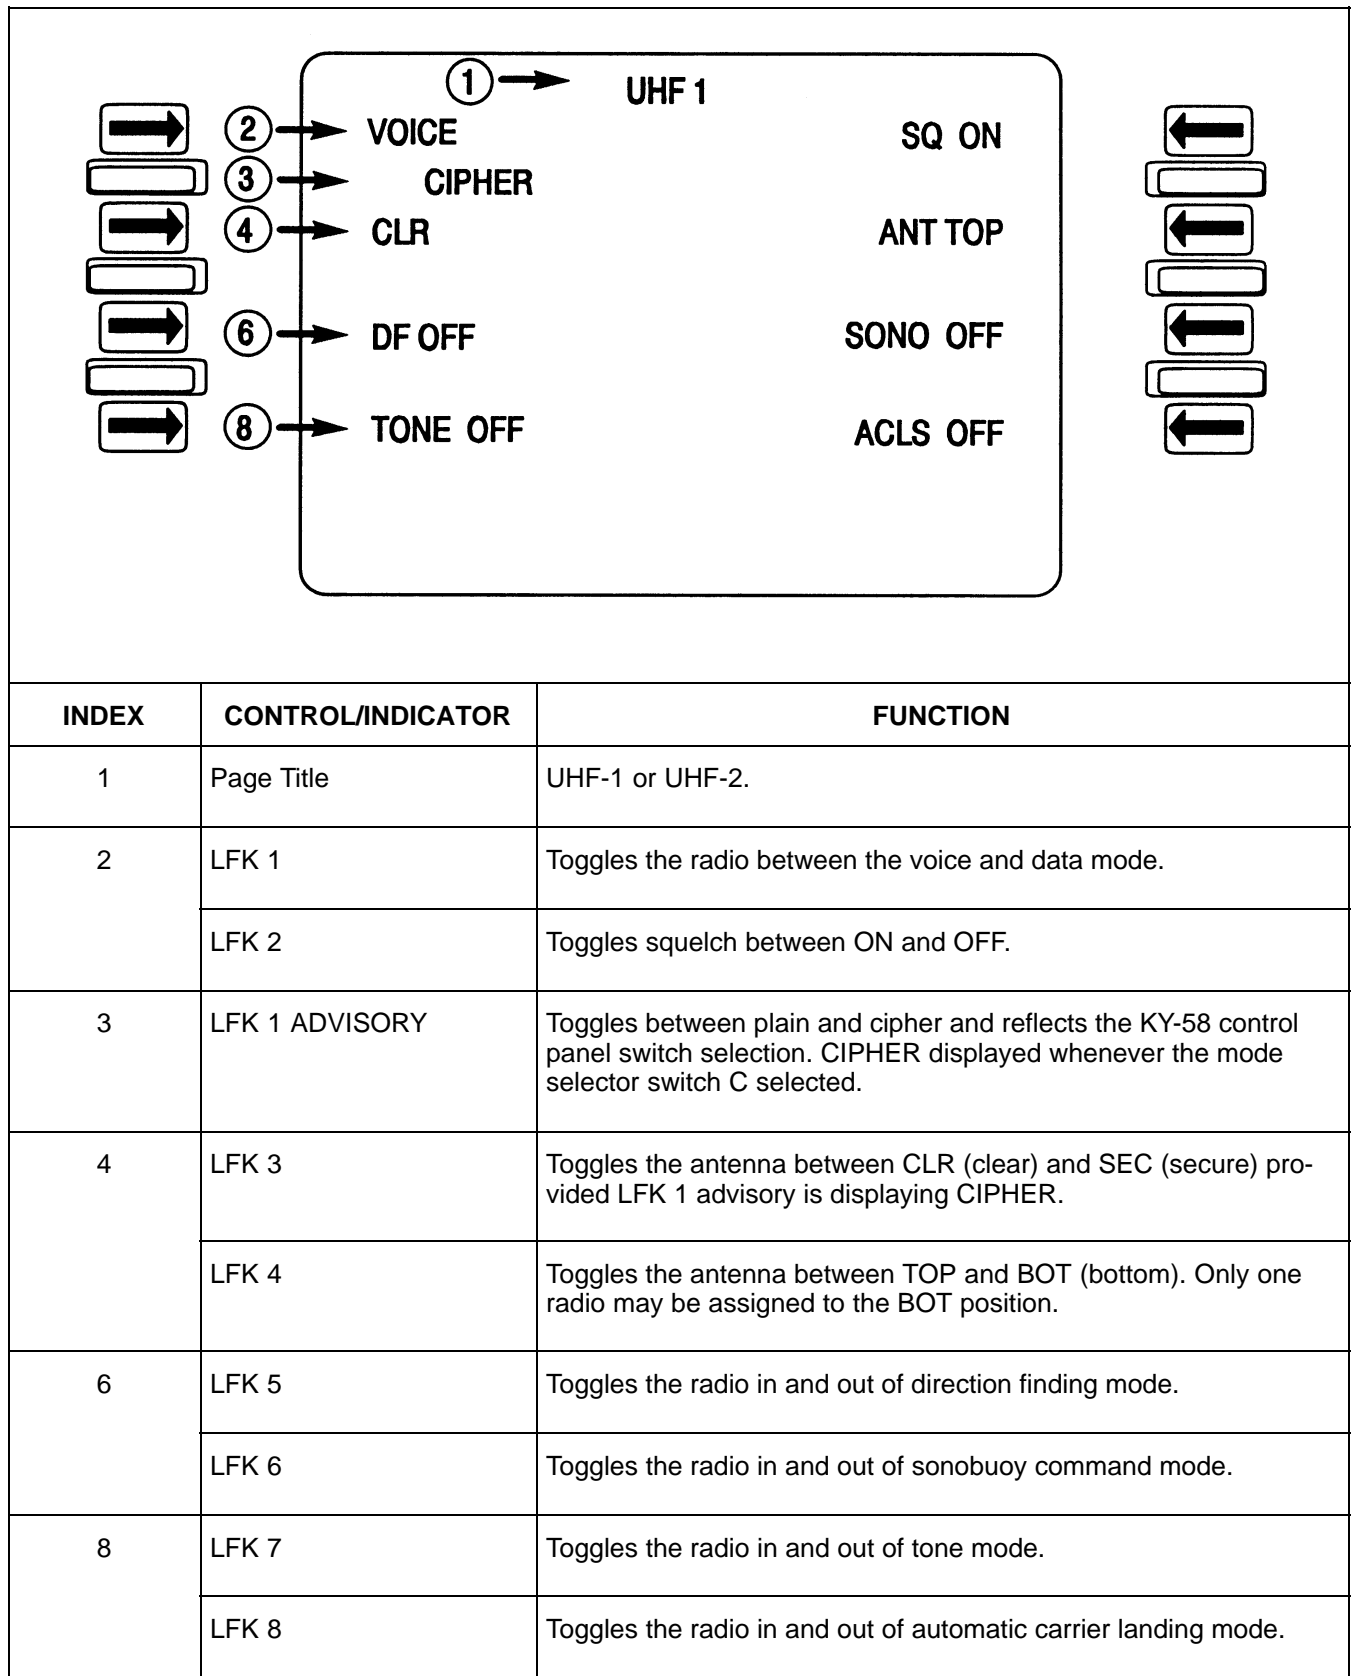 1 UHF 1
2 VOICE SQ ON
3 CIPHER
4 CLR ANT TOP
6 DF OFF SONO OFF
8 TONE OFF ACLS OFF
INDEX CONTROL/INDICATOR FUNCTION
1 Page Title UHF-1 or UHF-2.
2 LFK 1 Toggles the radio between the voice and data mode.
LFK 2 Toggles squelch between ON and OFF.
3 LFK 1 ADVISORY Toggles between plain and cipher and reflects the KY-58 control
panel switch selection. CIPHER displayed whenever the mode
selector switch C selected.
4 LFK 3 Toggles the antenna between CLR (clear) and SEC (secure) pro-
vided LFK 1 advisory is displaying CIPHER.
LFK 4 Toggles the antenna between TOP and BOT (bottom). Only one
radio may be assigned to the BOT position.
6 LFK 5 Toggles the radio in and out of direction finding mode.
LFK 6 Toggles the radio in and out of sonobuoy command mode.
8 LFK 7 Toggles the radio in and out of tone mode.
LFK 8 Toggles the radio in and out of automatic carrier landing mode.